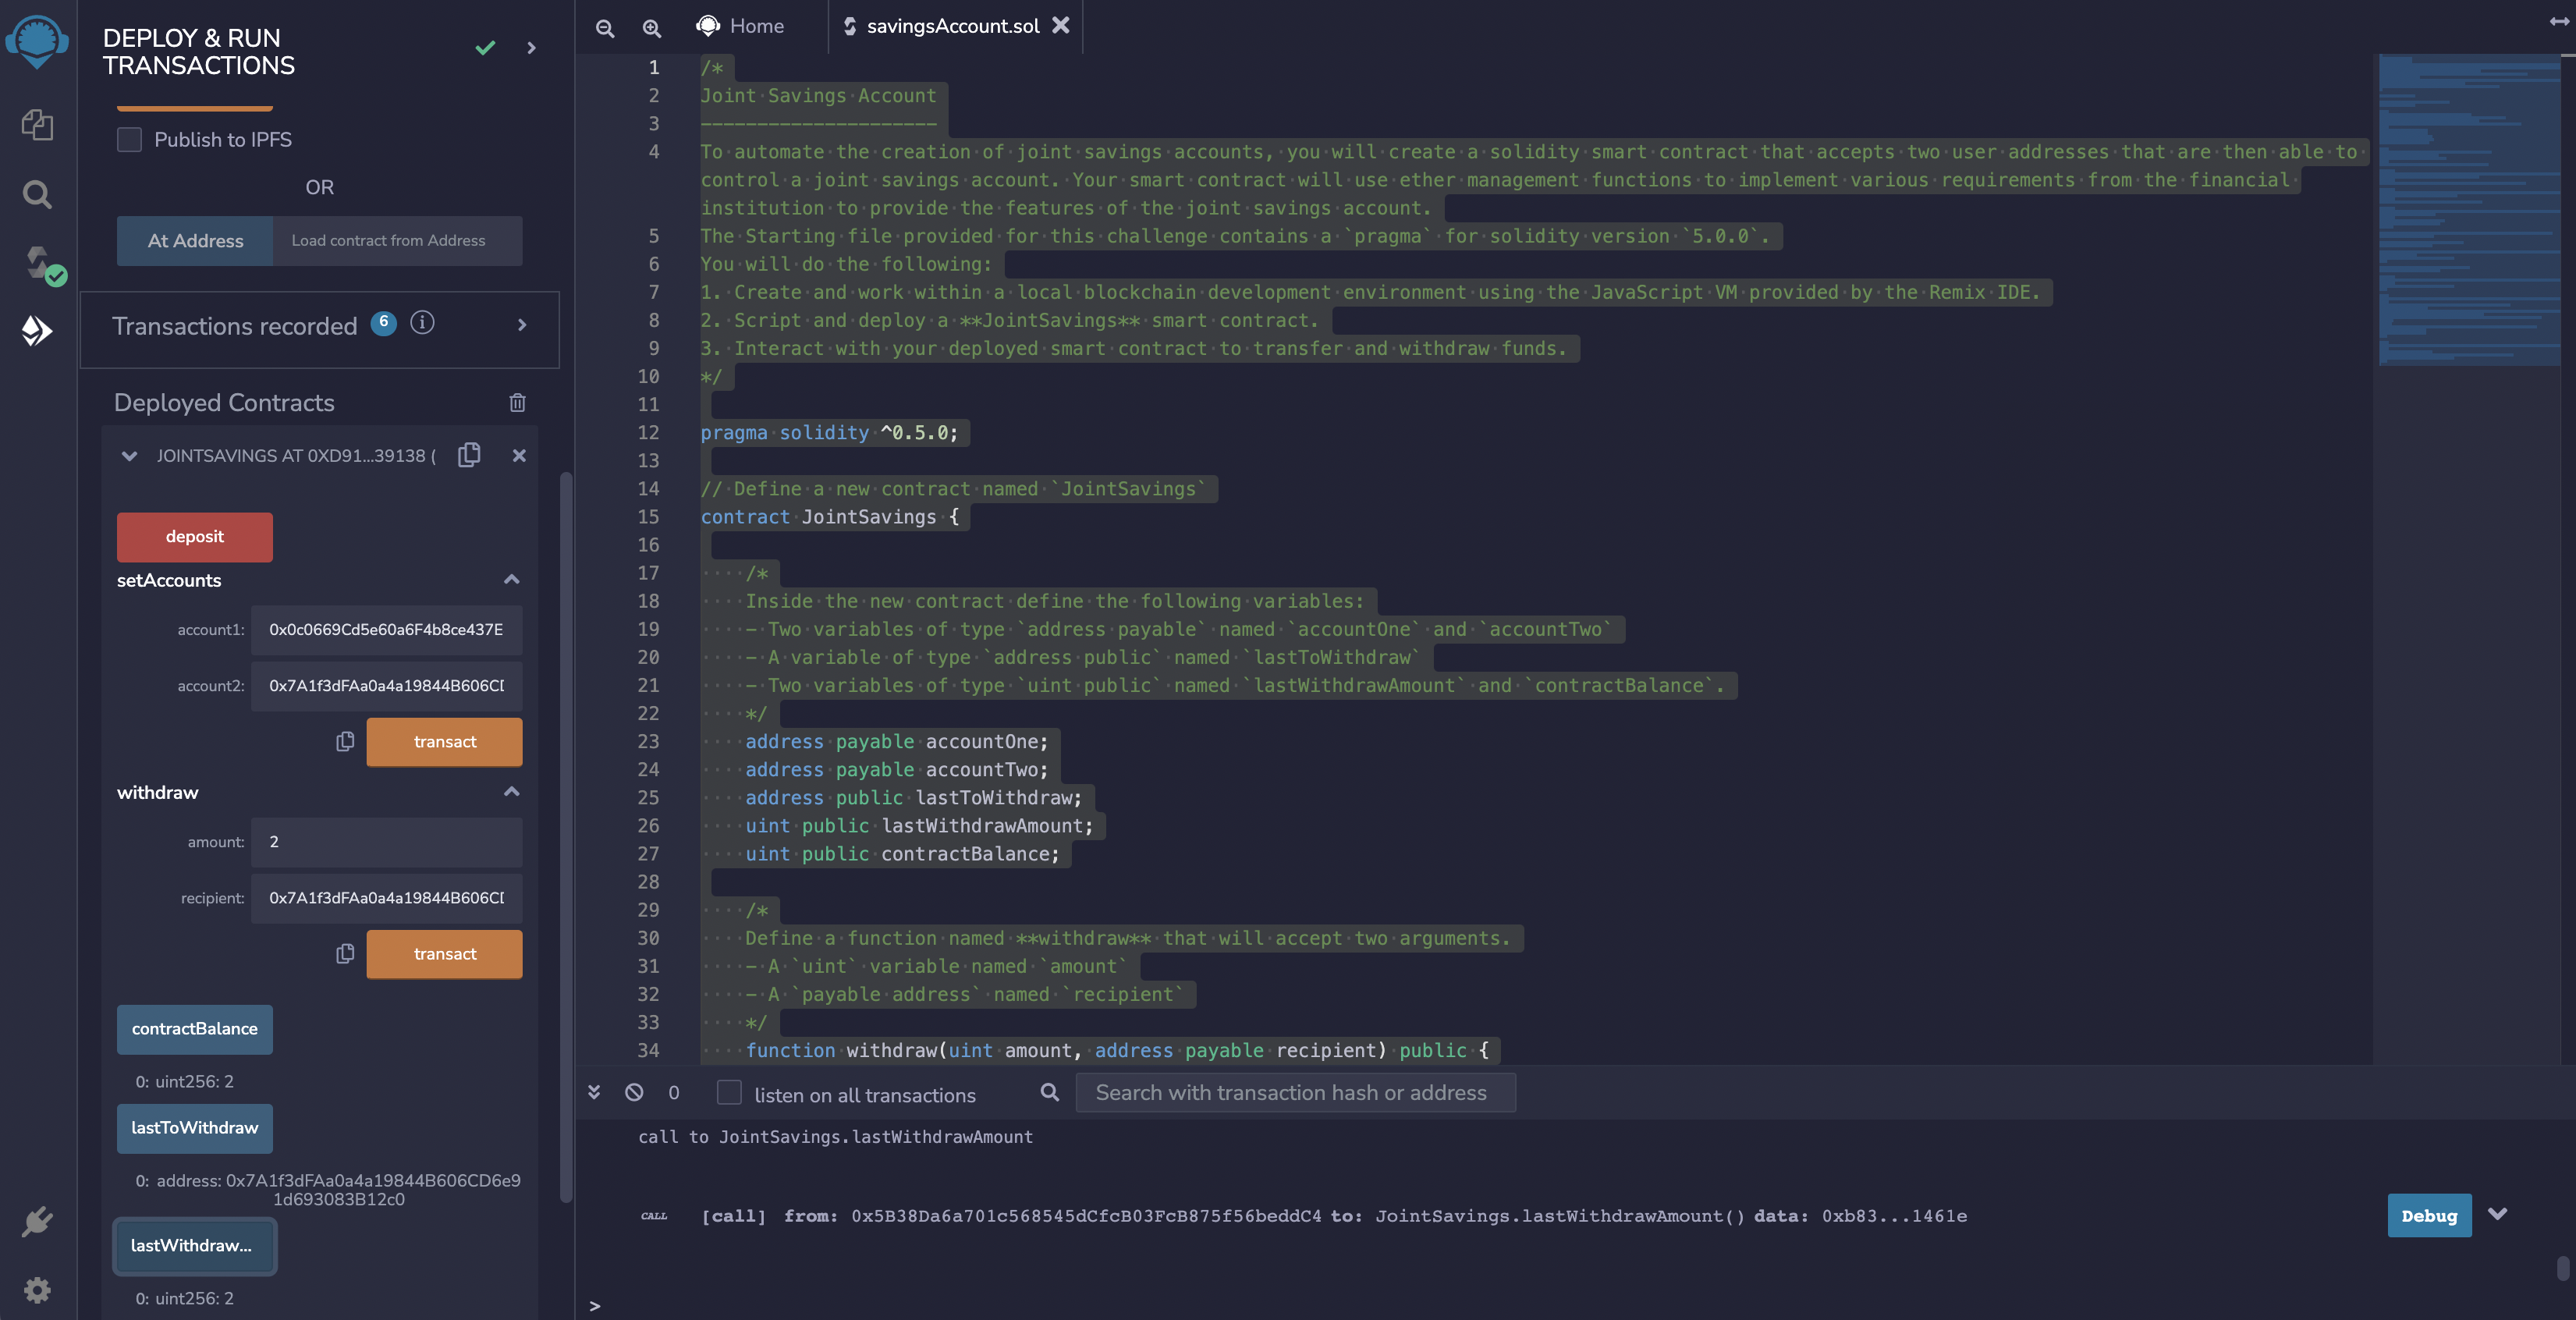 DEPLOY & RUN
TRANSACTIONS
Publish to IPFS
OR
At Address
Load contract from Address
Transactions recorded 6 i
Deployed Contracts
JOINTSAVINGS AT 0XD91...39138 (
deposit
setAccounts
account1: 0x0c0669Cd5e60a6F4b8ce437E
account2: 0x7A1f3dFAa0a4a19844B606CD
transact
withdraw
amount: 2
recipient: 0x7A1f3dFAa0a4a19844B606CD
transact
contractBalance
0: uint256: 2
lastToWithdraw
0: address: 0x7A1f3dFAa0a4a19844B606CD6e9
1d693083B12c0
lastWithdraw...
0: uint256: 2
Home
savingsAccount.sol
1 /*
2 Joint Savings Account
3 ---------------------
4 To automate the creation of joint savings accounts, you will create a solidity smart contract that accepts two user addresses that are then able to
control a joint savings account. Your smart contract will use ether management functions to implement various requirements from the financial
institution to provide the features of the joint savings account.
5 The Starting file provided for this challenge contains a `pragma` for solidity version `5.0.0`.
6 You will do the following:
7 1. Create and work within a local blockchain development environment using the JavaScript VM provided by the Remix IDE.
8 2. Script and deploy a **JointSavings** smart contract.
9 3. Interact with your deployed smart contract to transfer and withdraw funds.
10 */
11
12 pragma solidity ^0.5.0;
13
14 // Define a new contract named `JointSavings`
15 contract JointSavings {
16
17 /*
18 Inside the new contract define the following variables:
19 - Two variables of type `address payable` named `accountOne` and `accountTwo`
20 - A variable of type `address public` named `lastToWithdraw`
21 - Two variables of type `uint public` named `lastWithdrawAmount` and `contractBalance`.
22 */
23 address payable accountOne;
24 address payable accountTwo;
25 address public lastToWithdraw;
26 uint public lastWithdrawAmount;
27 uint public contractBalance;
28
29 /*
30 Define a function named **withdraw** that will accept two arguments.
31 - A `uint` variable named `amount`
32 - A `payable address` named `recipient`
33 */
34 function withdraw(uint amount, address payable recipient) public {
0
listen on all transactions
Search with transaction hash or address
call to JointSavings.lastWithdrawAmount
CALL [call] from: 0x5B38Da6a701c568545dCfcB03FcB875f56beddC4 to: JointSavings.lastWithdrawAmount() data: 0xb83...1461e
Debug
>